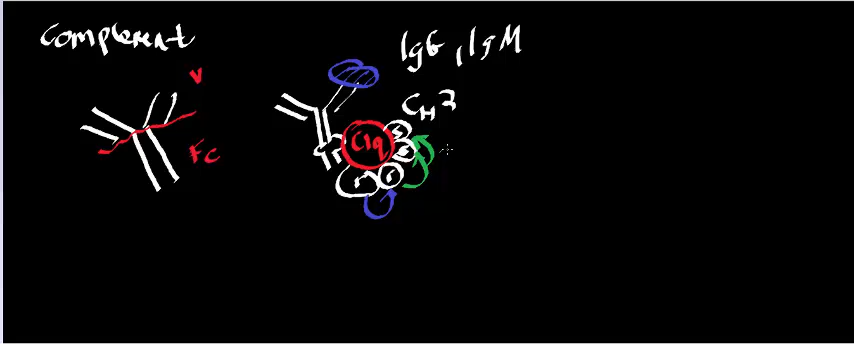 Complement
IgG, IgM
V
CH2
Fc
C1q
r r
s s